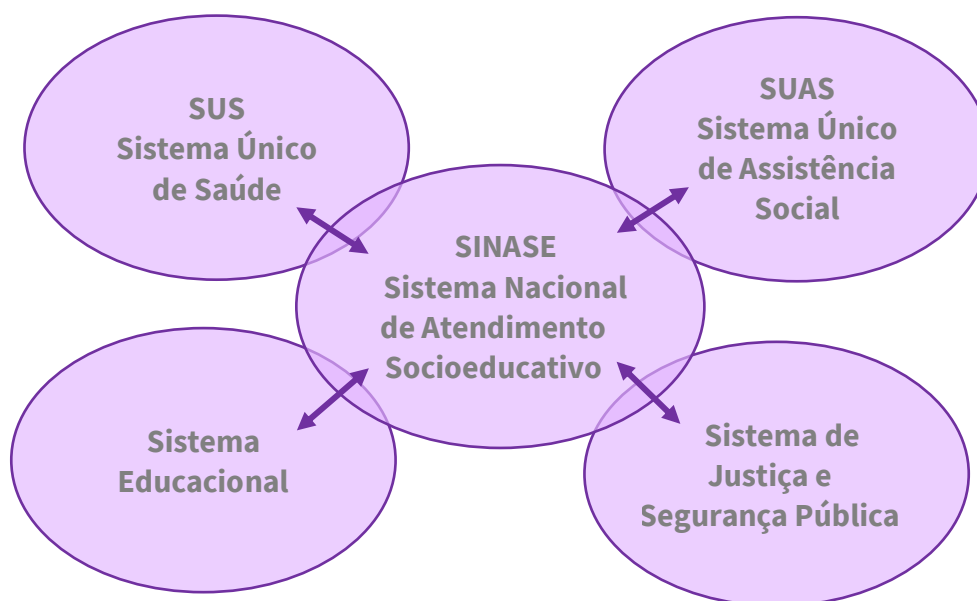 SUS
Sistema Único
de Saúde
SUAS
Sistema Único
de Assistência
Social
SINASE
Sistema Nacional
de Atendimento
Socioeducativo
Sistema
Educacional
Sistema de
Justiça e
Segurança Pública